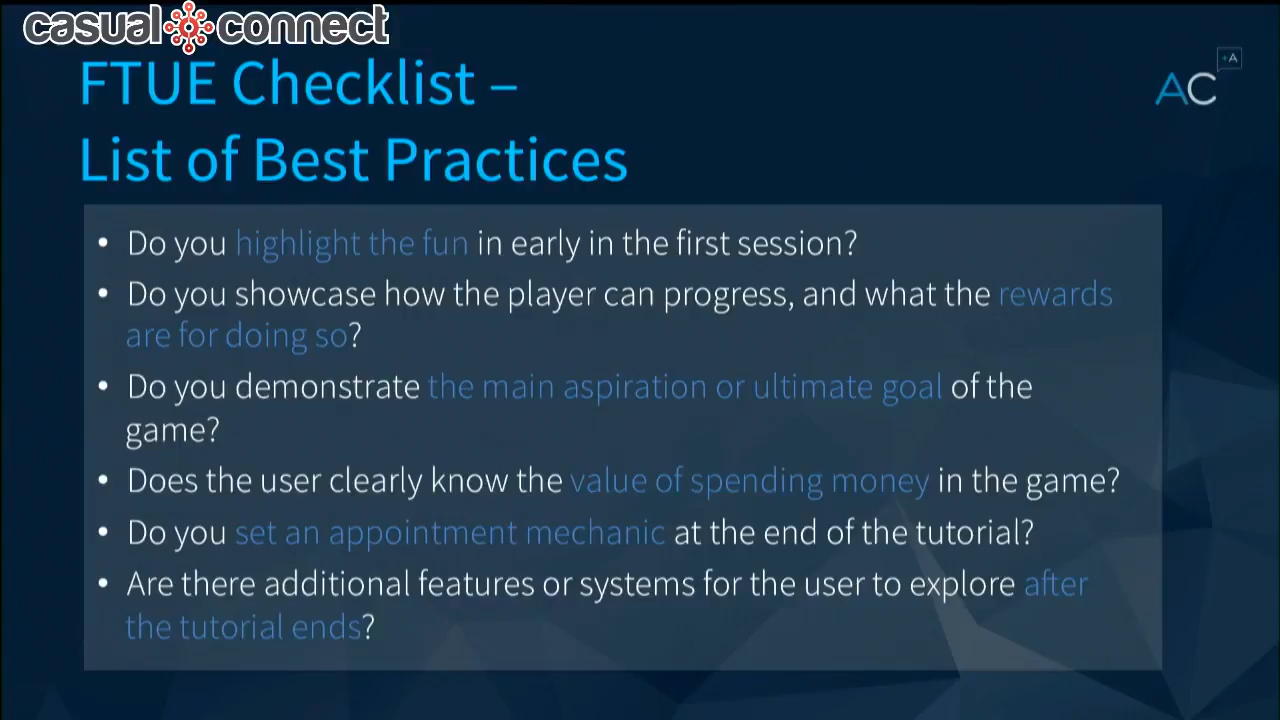 casual connect
FTUE Checklist –
List of Best Practices
AC
+A
• Do you highlight the fun in early in the first session?
• Do you showcase how the player can progress, and what the rewards
are for doing so?
• Do you demonstrate the main aspiration or ultimate goal of the
game?
• Does the user clearly know the value of spending money in the game?
• Do you set an appointment mechanic at the end of the tutorial?
• Are there additional features or systems for the user to explore after
the tutorial ends?